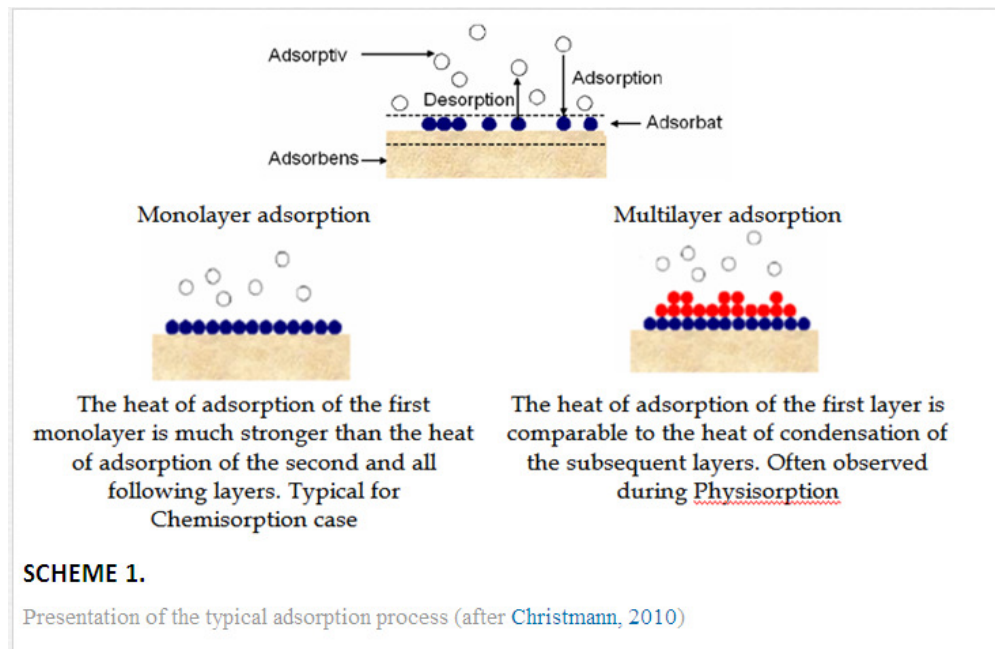 Adsorptiv
Adsorption
Desorption
Adsorbat
Adsorbens
Monolayer adsorption
The heat of adsorption of the first
monolayer is much stronger than the heat
of adsorption of the second and all
following layers. Typical for
Chemisorption case
Multilayer adsorption
The heat of adsorption of the first layer is
comparable to the heat of condensation of
the subsequent layers. Often observed
during Physisorption
SCHEME 1.
Presentation of the typical adsorption process (after Christmann, 2010)